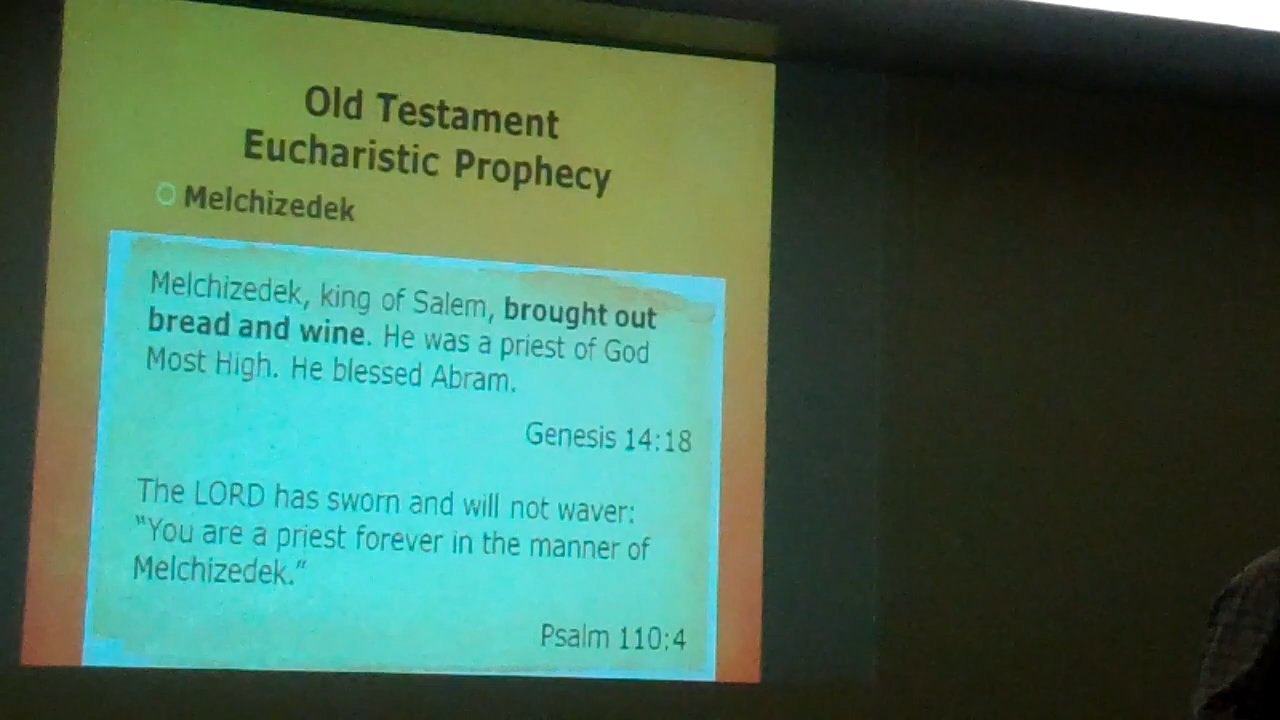 Old Testament
Eucharistic Prophecy
Melchizedek
Melchizedek, king of Salem, brought out
bread and wine. He was a priest of God
Most High. He blessed Abram.
Genesis 14:18
The LORD has sworn and will not waver:
"You are a priest forever in the manner of
Melchizedek."
Psalm 110:4